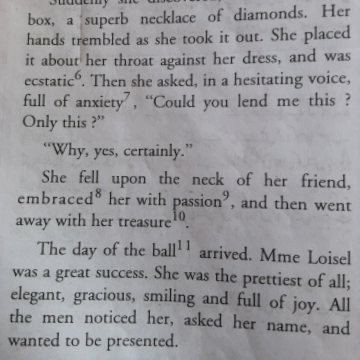 Suddenly she discovered,
box, a superb necklace of diamonds. Her
hands trembled as she took it out. She placed
it about her throat against her dress, and was
ecstatic6. Then she asked, in a hesitating voice,
full of anxiety7, “Could you lend me this ?
Only this ?”
“Why, yes, certainly.”
She fell upon the neck of her friend,
embraced8 her with passion9, and then went
away with her treasure10.
The day of the ball11 arrived. Mme Loisel
was a great success. She was the prettiest of all;
elegant, gracious, smiling and full of joy. All
the men noticed her, asked her name, and
wanted to be presented.